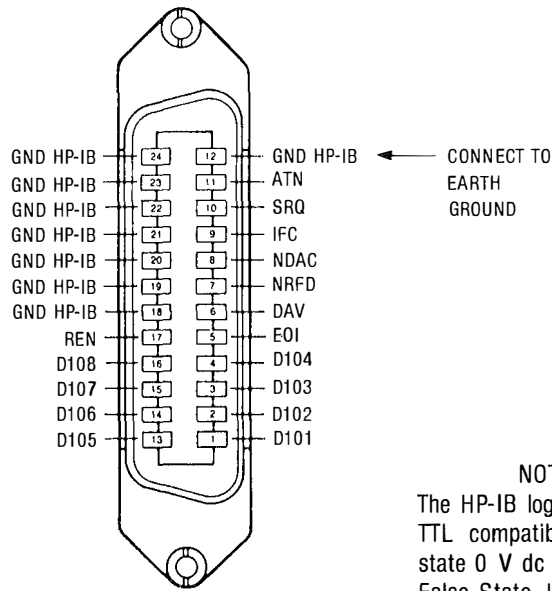 GND HP-IB 24 12 GND HP-IB CONNECT TO
GND HP-IB 23 11 ATN EARTH
GND HP-IB 22 10 SRQ GROUND
GND HP-IB 21 9 IFC
GND HP-IB 20 8 NDAC
GND HP-IB 19 7 NRFD
GND HP-IB 18 6 DAV
REN 17 5 EOI
D108 16 4 D104
D107 15 3 D103
D106 14 2 D102
D105 13 1 D101
The HP-IB
TTL compatib
state 0 V dc